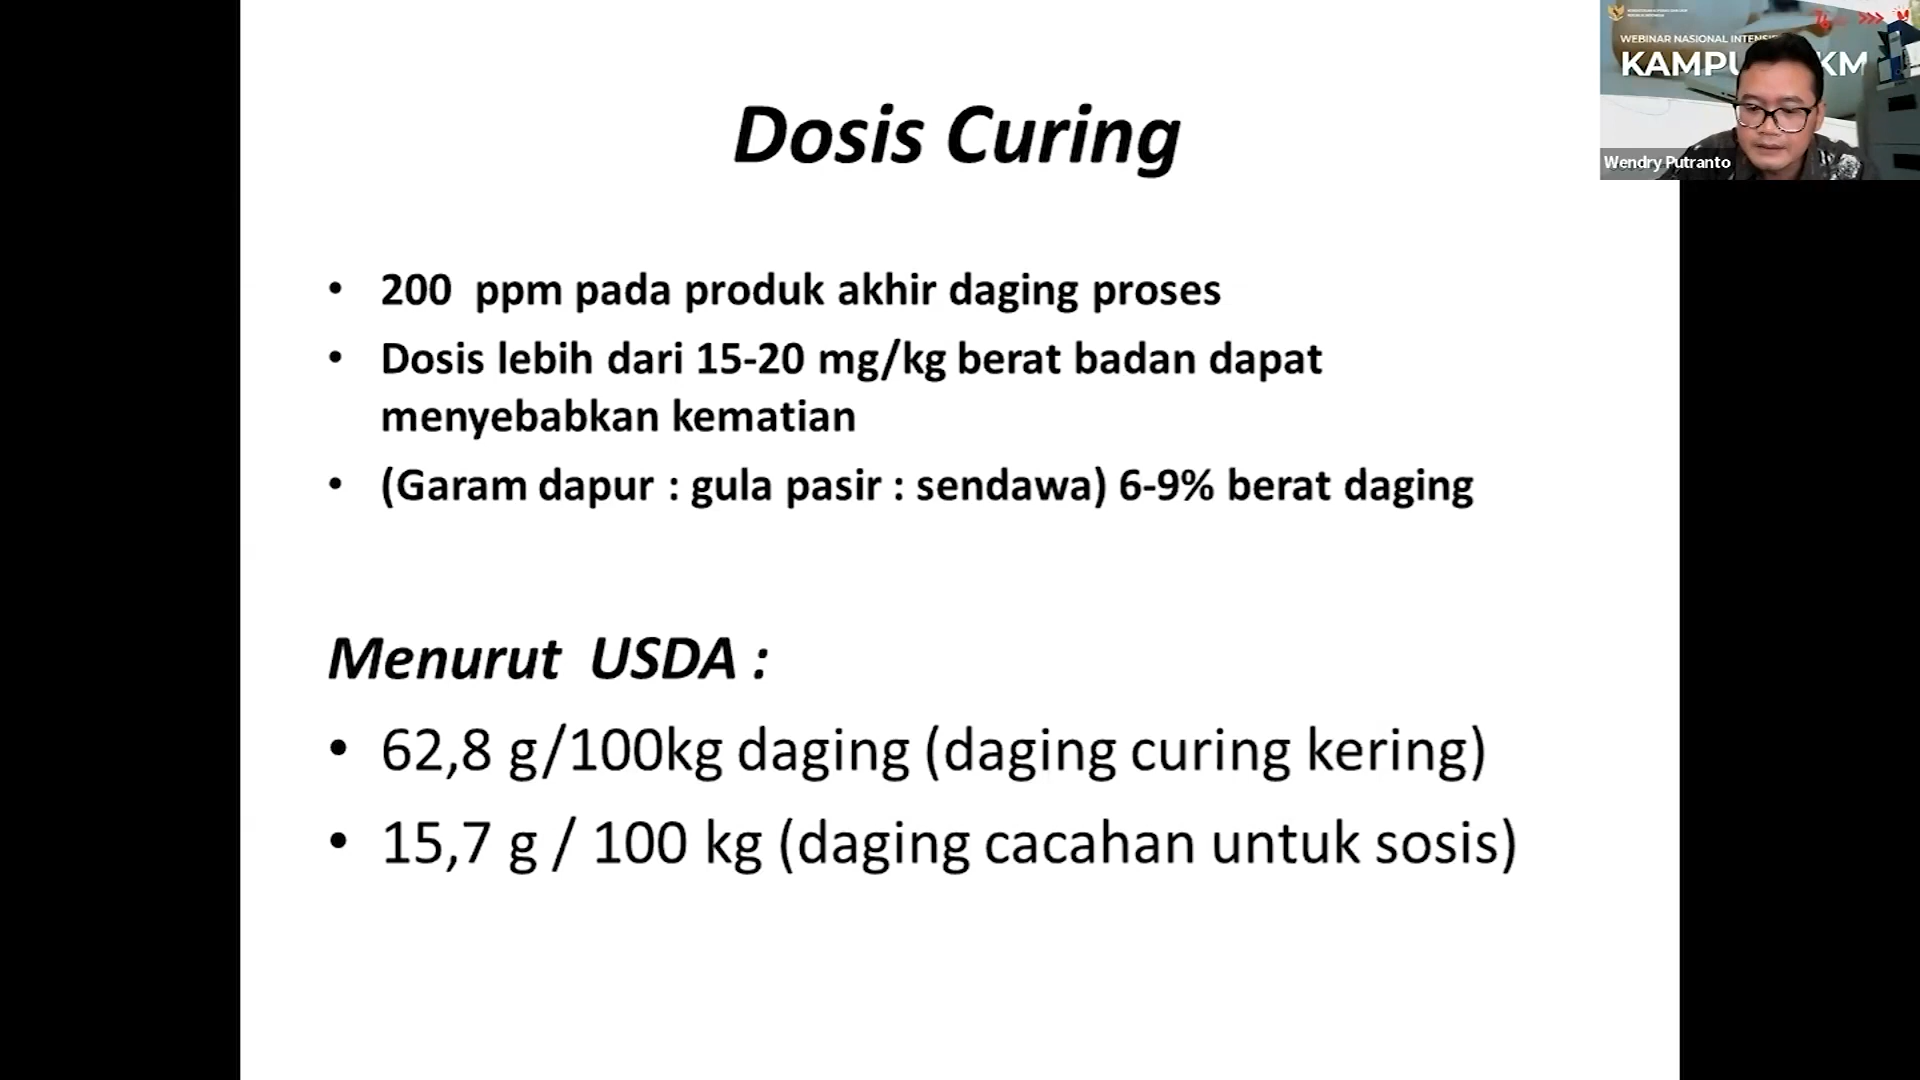 Dosis Curing
• 200 ppm pada produk akhir daging proses
• Dosis lebih dari 15-20 mg/kg berat badan dapat
menyebabkan kematian
• (Garam dapur : gula pasir : sendawa) 6-9% berat daging
Menurut USDA :
• 62,8 g/100kg daging (daging curing kering)
• 15,7 g / 100 kg (daging cacahan untuk sosis)
WEBINAR NASIONAL
Wendry Putranto